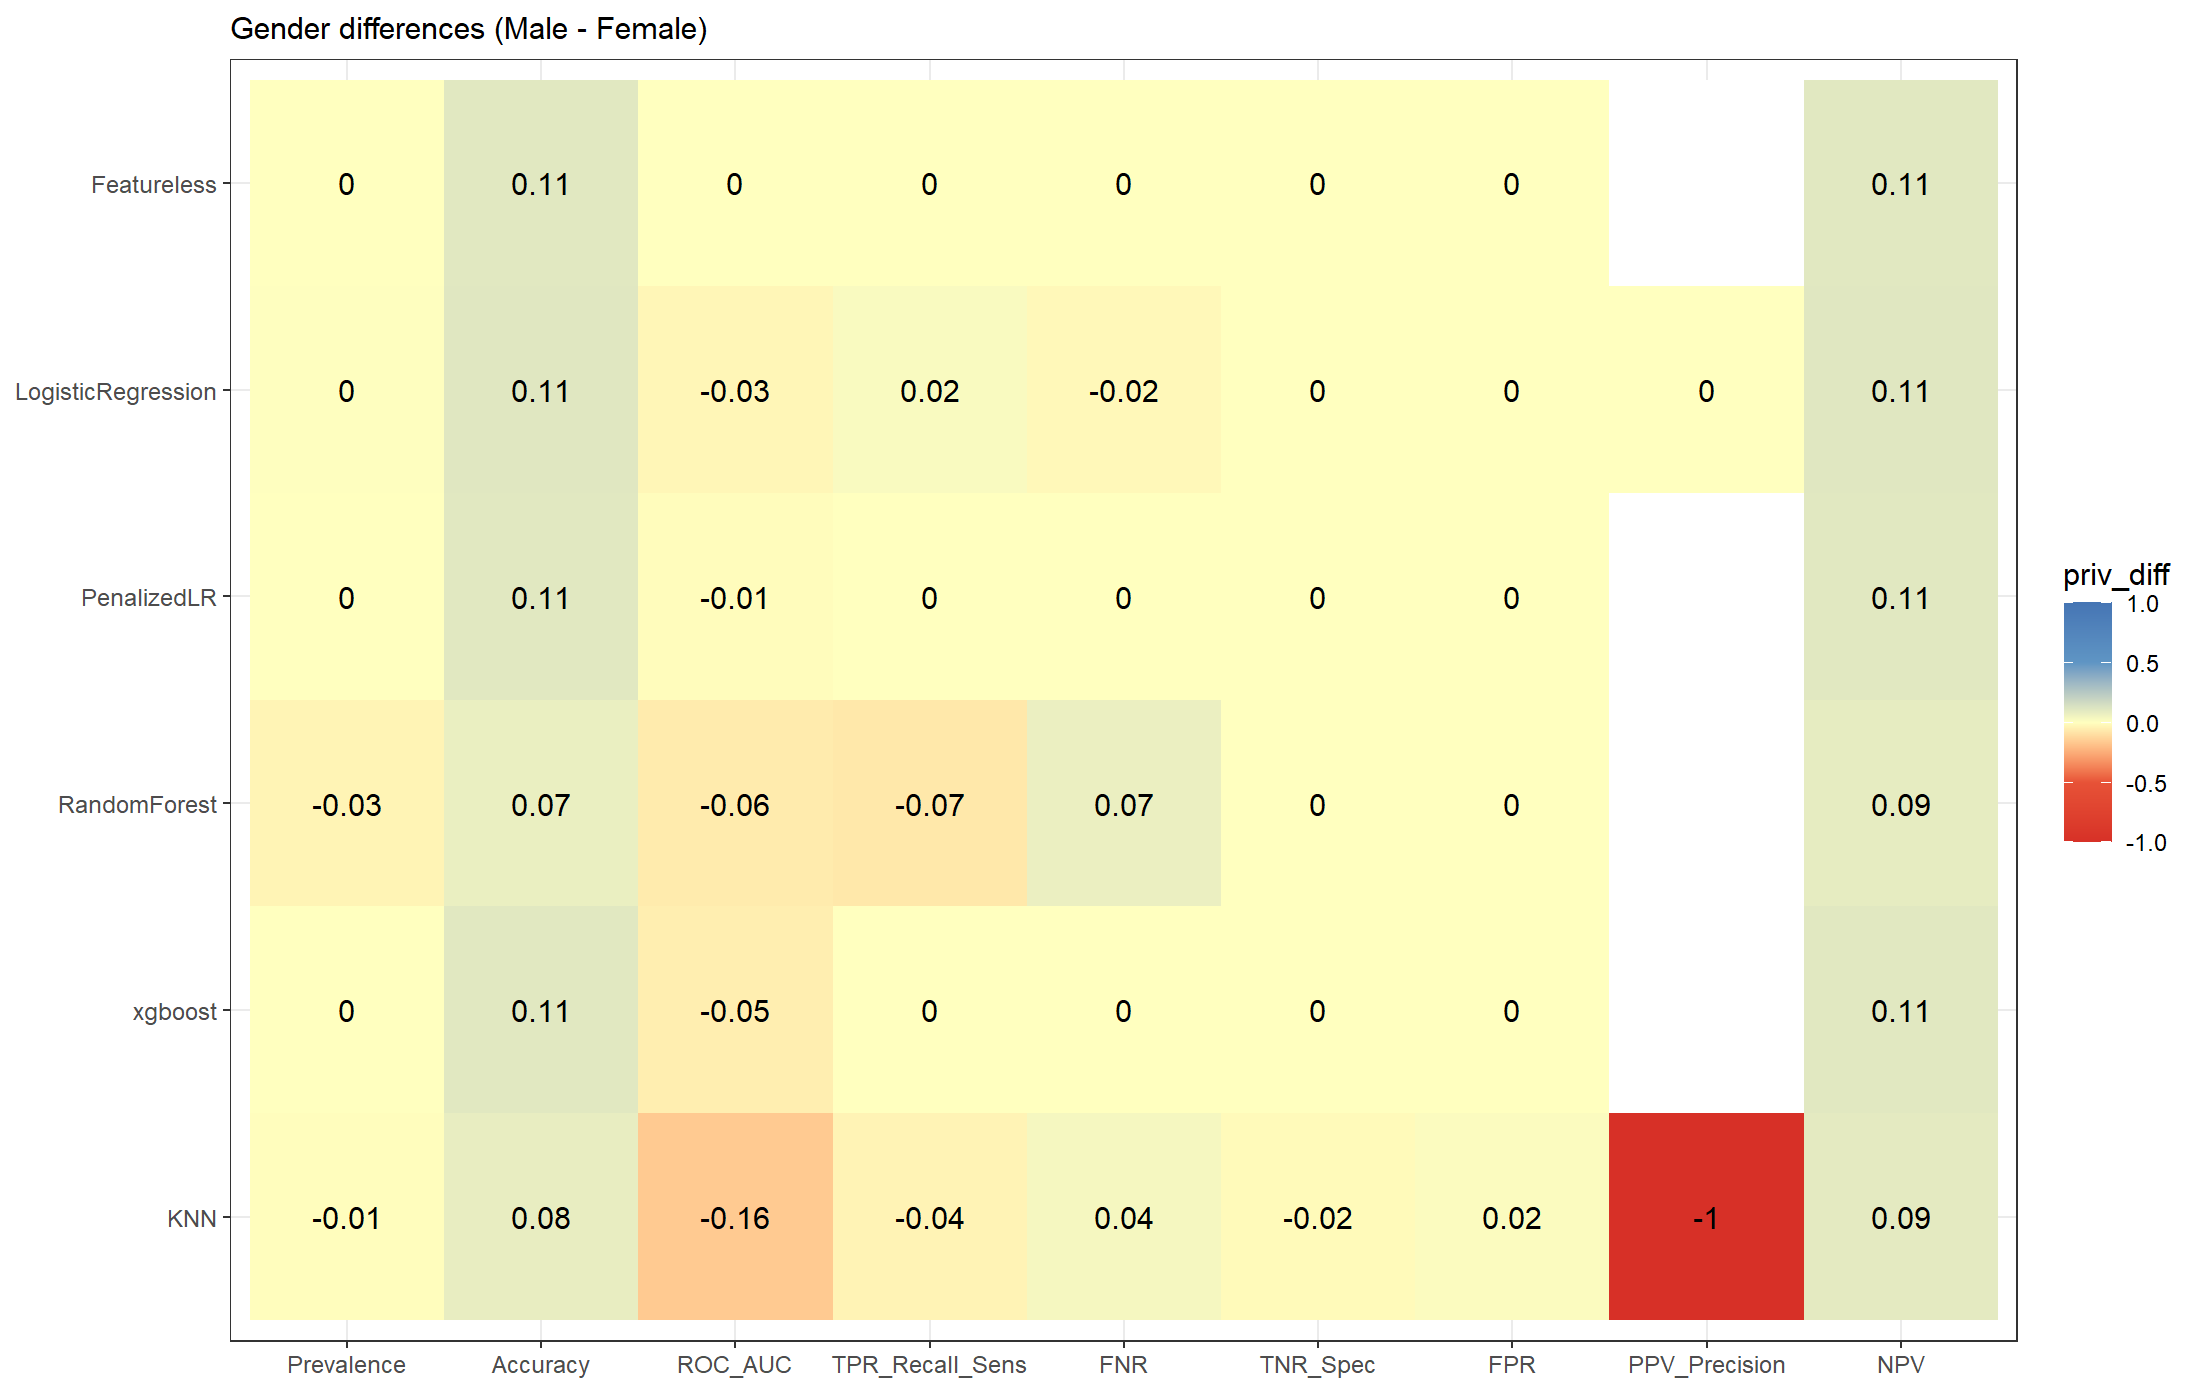 Gender differences (Male - Female)
Featureless 0 0.11 0 0 0 0 0 0.11
LogisticRegression 0 0.11 -0.03 0.02 -0.02 0 0 0 0.11
PenalizedLR 0 0.11 -0.01 0 0 0 0 0.11
RandomForest -0.03 0.07 -0.06 -0.07 0.07 0 0 0.09
xgboost 0 0.11 -0.05 0 0 0 0 0.11
KNN -0.01 0.08 -0.16 -0.04 0.04 -0.02 0.02 -1 0.09
Prevalence Accuracy ROC_AUC TPR_Recall_Sens FNR TNR_Spec FPR PPV_Precision NPV
priv_diff
1.0
0.5
0.0
-0.5
-1.0